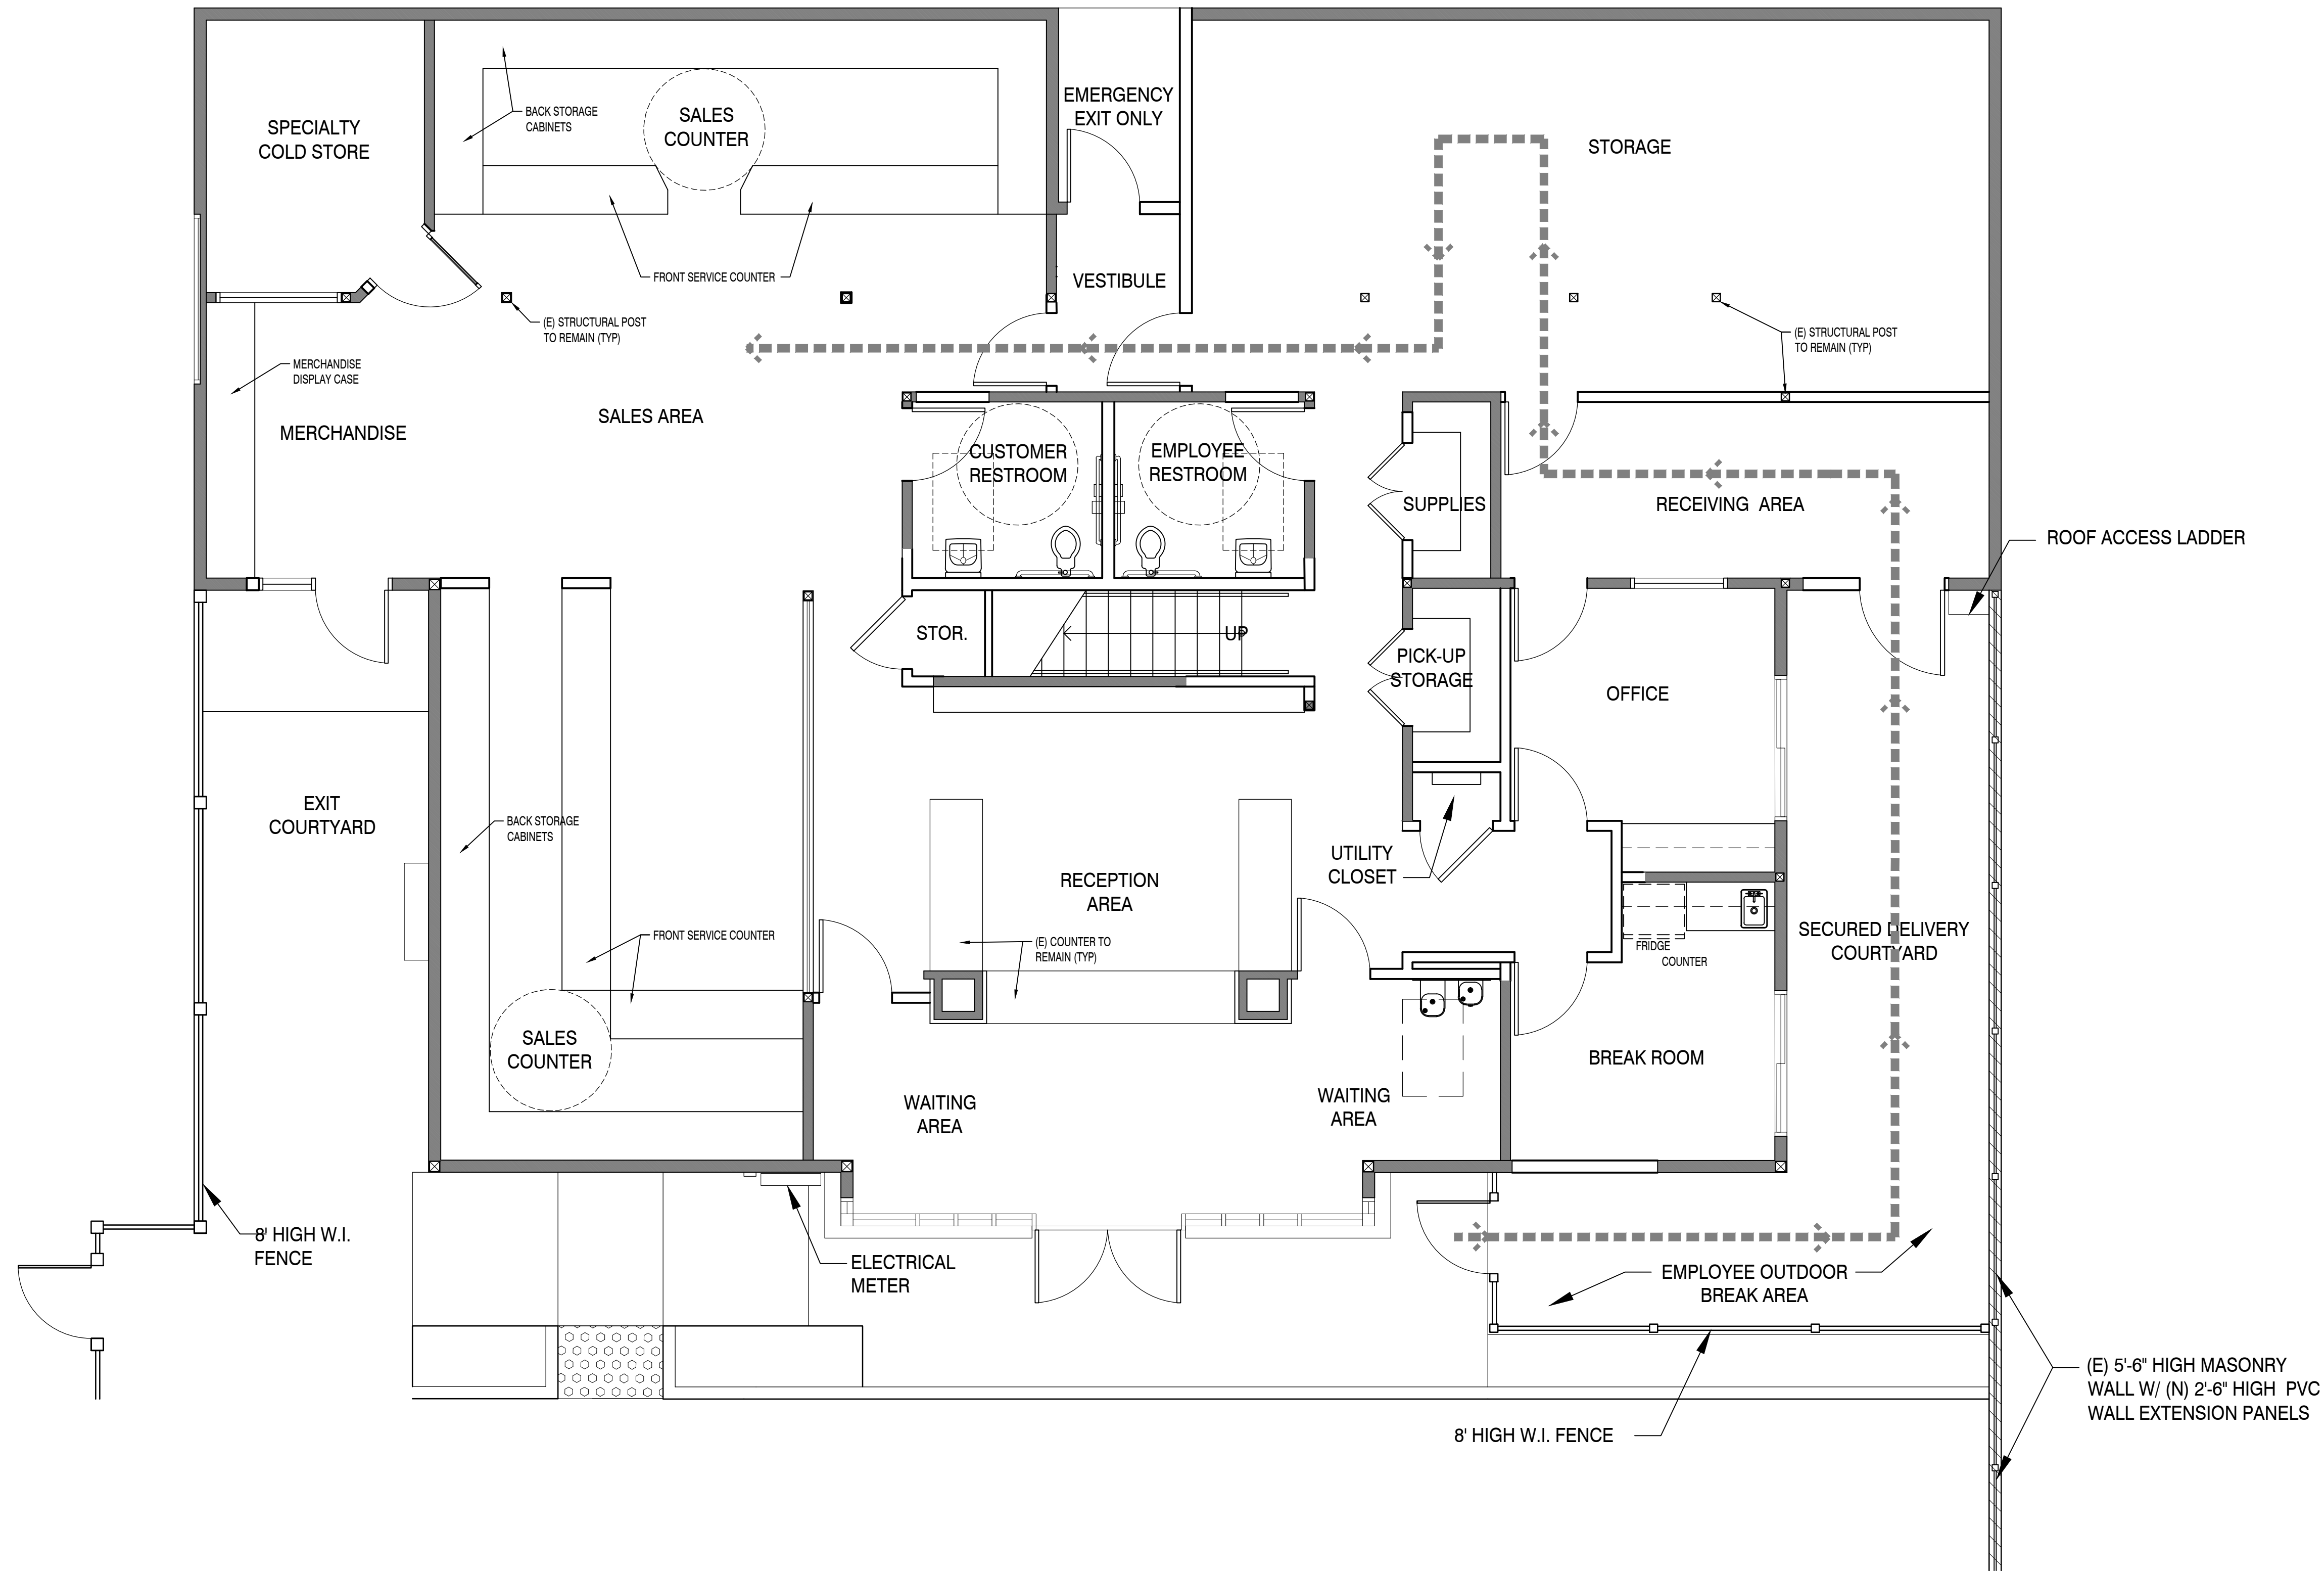 EMERGENCY
EXIT ONLY
SPECIALTY
COLD STORE
BACK STORAGE
CABINETS
SALES
COUNTER
STORAGE
FRONT SERVICE COUNTER
VESTIBULE
(E) STRUCTURAL POST
TO REMAIN (TYP)
(E) STRUCTURAL POST
TO REMAIN (TYP)
MERCHANDISE
DISPLAY CASE
SALES AREA
MERCHANDISE
CUSTOMER
RESTROOM
EMPLOYEE
RESTROOM
SUPPLIES
RECEIVING AREA
ROOF ACCESS LADDER
STOR.
UP
PICK-UP
STORAGE
OFFICE
EXIT
COURTYARD
BACK STORAGE
CABINETS
UTILITY
CLOSET
RECEPTION
AREA
FRONT SERVICE COUNTER
(E) COUNTER TO
REMAIN (TYP)
FRIDGE
COUNTER
SECURED DELIVERY
COURTYARD
SALES
COUNTER
BREAK ROOM
WAITING
AREA
WAITING
AREA
8' HIGH W.I.
FENCE
ELECTRICAL
METER
EMPLOYEE OUTDOOR
BREAK AREA
(E) 5'-6" HIGH MASONRY
WALL W/ (N) 2'-6" HIGH PVC
WALL EXTENSION PANELS
8' HIGH W.I. FENCE